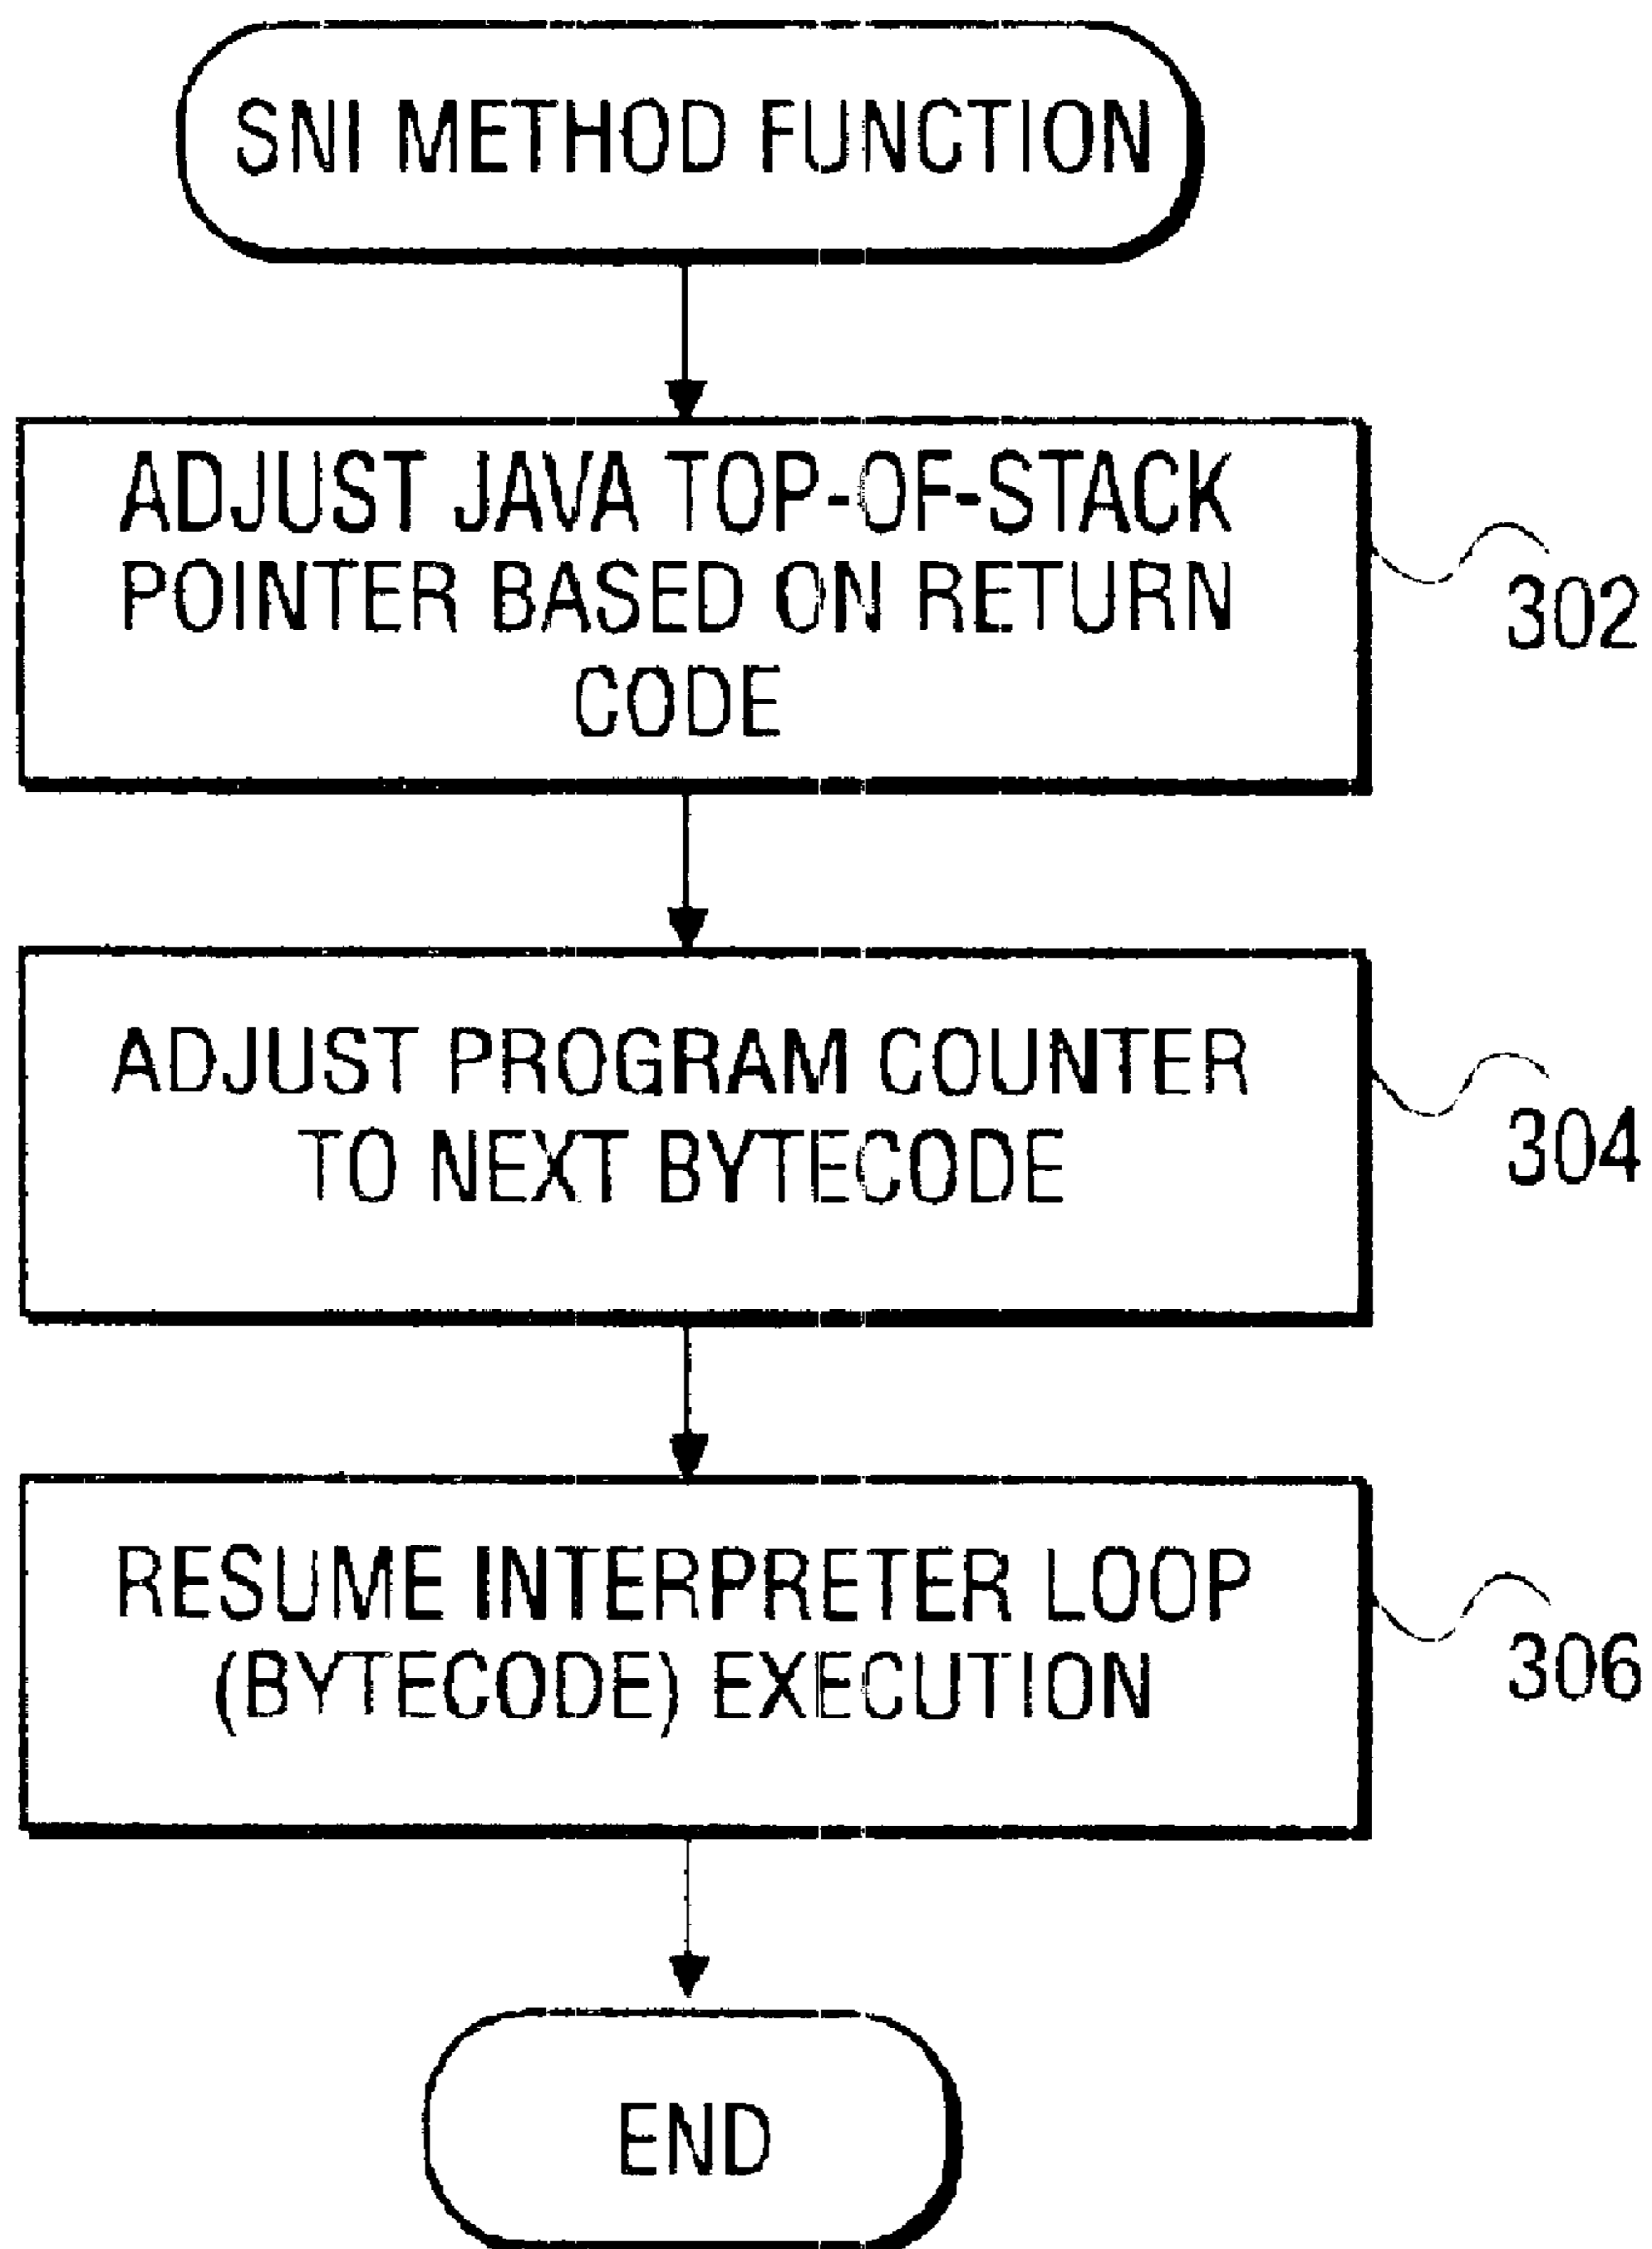 SNI METHOD FUNCTION
ADJUST JAVA TOP-OF-STACK
POINTER BASED ON RETURN
CODE
302
ADJUST PROGRAM COUNTER
TO NEXT BYTECODE
304
RESUME INTERPRETER LOOP
(BYTECODE) EXECUTION
306
END